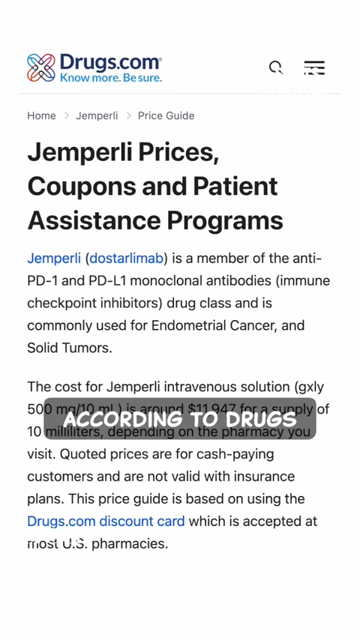 Drugs.com
Know more. Be sure.
Home > Jemperli > Price Guide
Jemperli Prices,
Coupons and Patient
Assistance Programs
Jemperli (dostarlimab) is a member of the anti-
PD-1 and PD-L1 monoclonal antibodies (immune
checkpoint inhibitors) drug class and is
commonly used for Endometrial Cancer, and
Solid Tumors.
The cost for Jemperli intravenous solution (gxly
500 mg/10 mL) is around $11,947 for a supply of
ACCORDING TO DRUGS
10 milliliters, depending on the pharmacy you
visit. Quoted prices are for cash-paying
customers and are not valid with insurance
plans. This price guide is based on using the
Drugs.com discount card which is accepted at
most U.S. pharmacies.